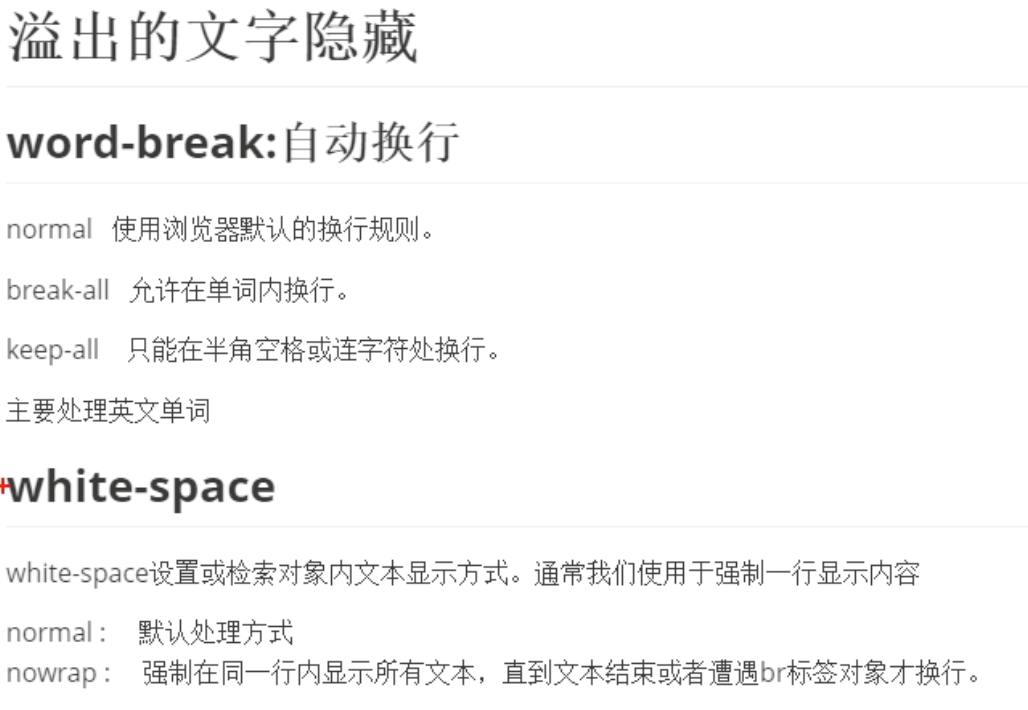 溢出的文字隐藏
word-break:自动换行
normal 使用浏览器默认的换行规则。
break-all 允许在单词内换行。
keep-all 只能在半角空格或连字符处换行。
主要处理英文单词
white-space
white-space设置或检索对象内文本显示方式。通常我们使用于强制一行显示内容
normal : 默认处理方式
nowrap : 强制在同一行内显示所有文本，直到文本结束或者遭遇br标签对象才换行。